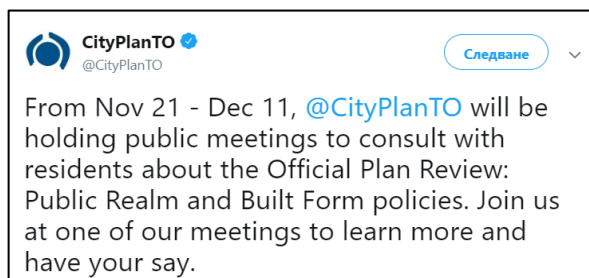 CityPlanTO
@CityPlanTO
Следване
From Nov 21 - Dec 11, @CityPlanTO will be
holding public meetings to consult with
residents about the Official Plan Review:
Public Realm and Built Form policies. Join us
at one of our meetings to learn more and
have your say.